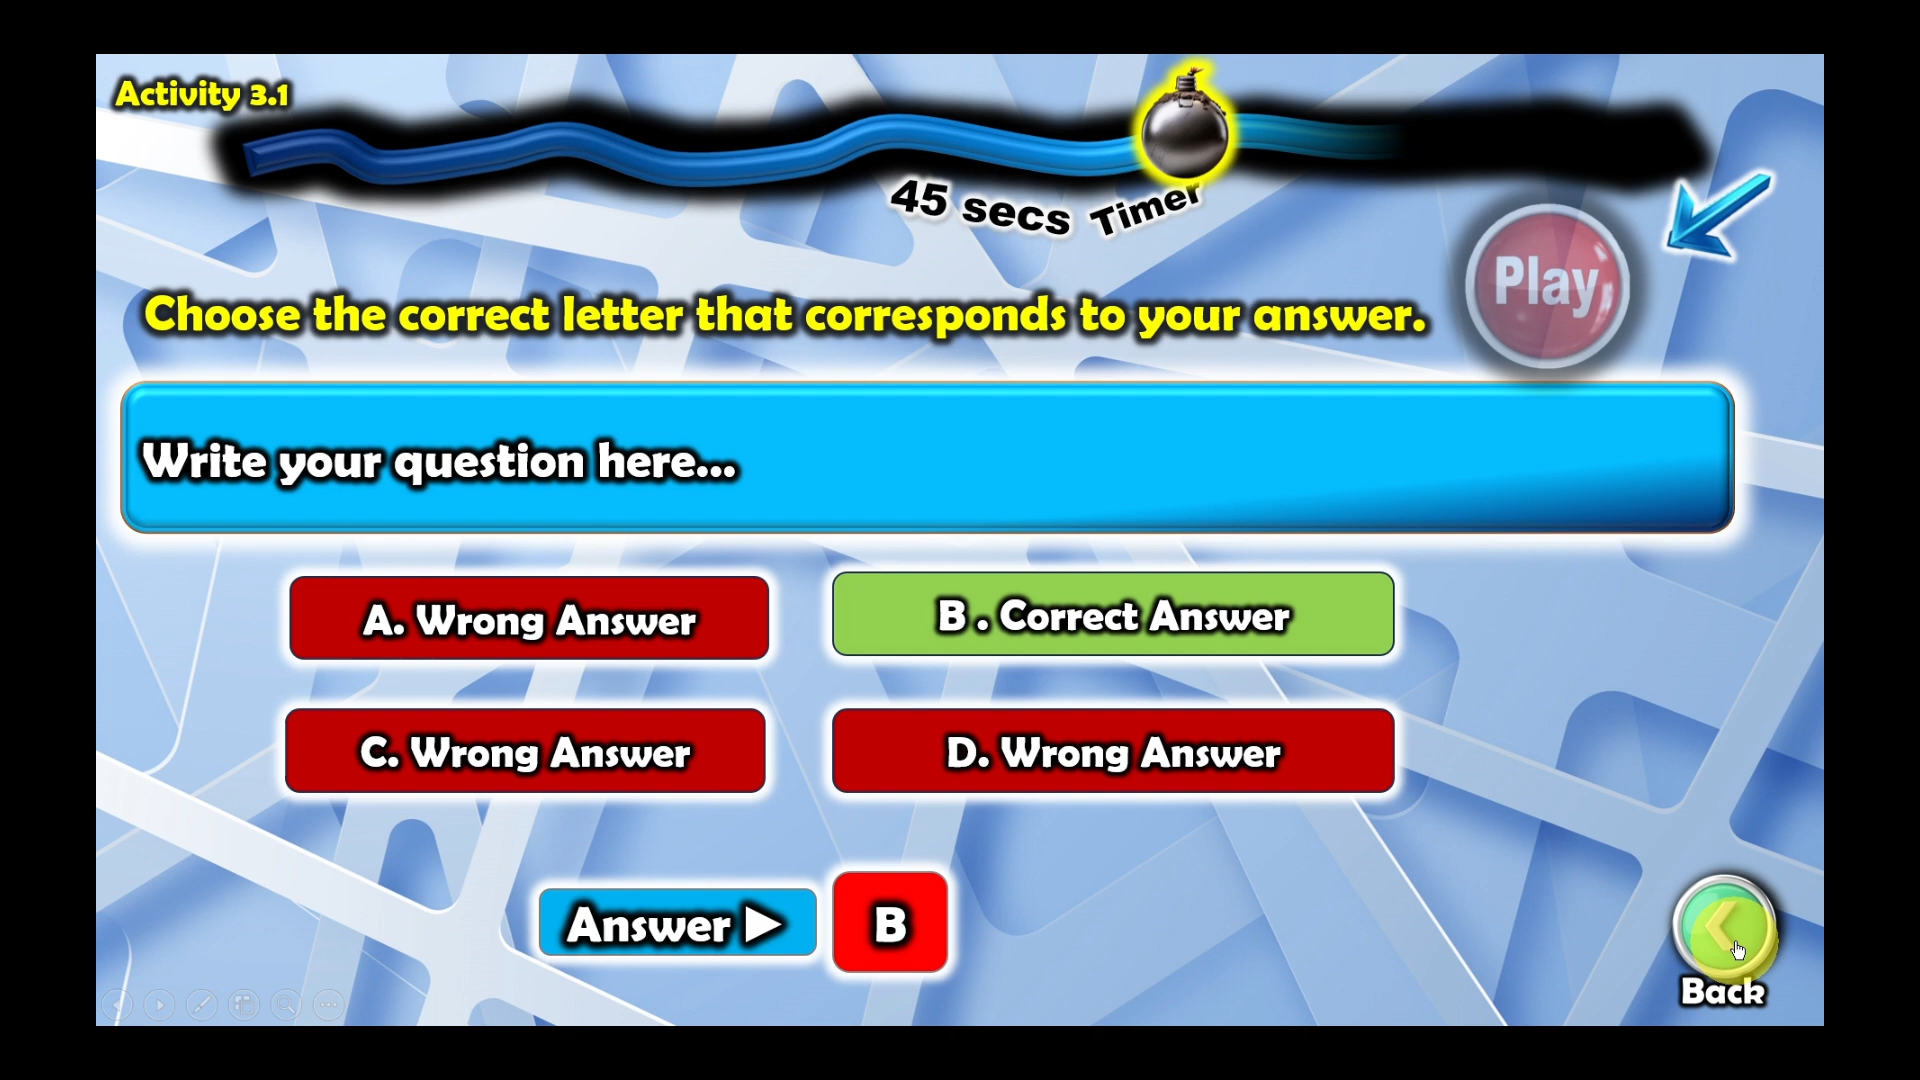 Activity 3.1
45 secs Timer
Play
Choose the correct letter that corresponds to your answer.
Write your question here...
A. Wrong Answer
B . Correct Answer
C. Wrong Answer
D. Wrong Answer
Answer ▶ B
Back